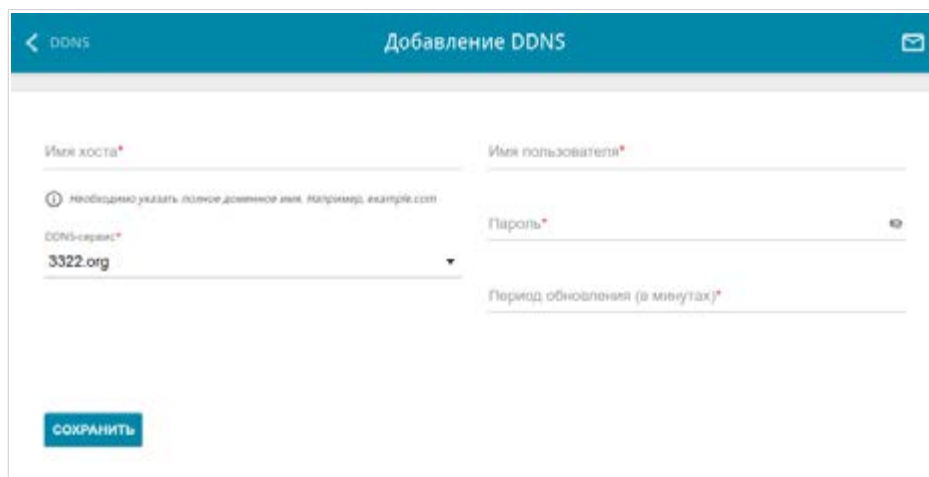 DDNS
Добавление DDNS
Имя хоста*
Необходимо указать полное доменное имя. Например, example.com
DDNS-сервис*
3322.org
Имя пользователя*
Пароль*
Период обновления (в минутах)*
СОХРАНИТЬ